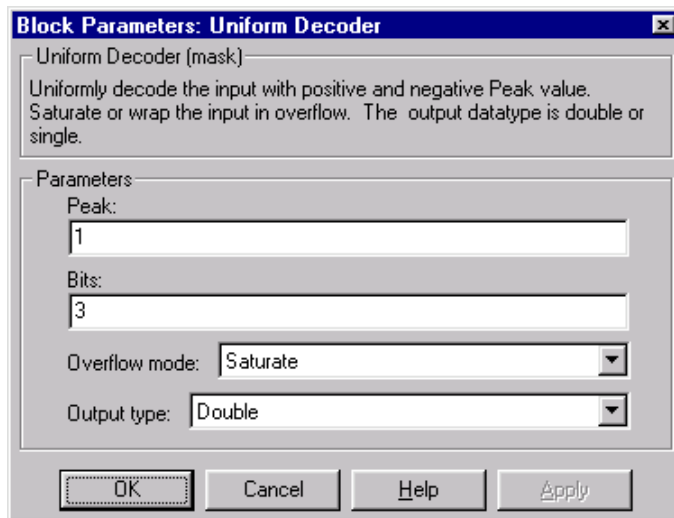 Block Parameters: Uniform Decoder
Uniform Decoder (mask)
Uniformly decode the input with positive and negative Peak value.
Saturate or wrap the input in overflow.  The  output datatype is double or
single.
Parameters
Peak:
1
Bits:
3
Overflow mode: Saturate
Output type: Double
OK Cancel Help Apply